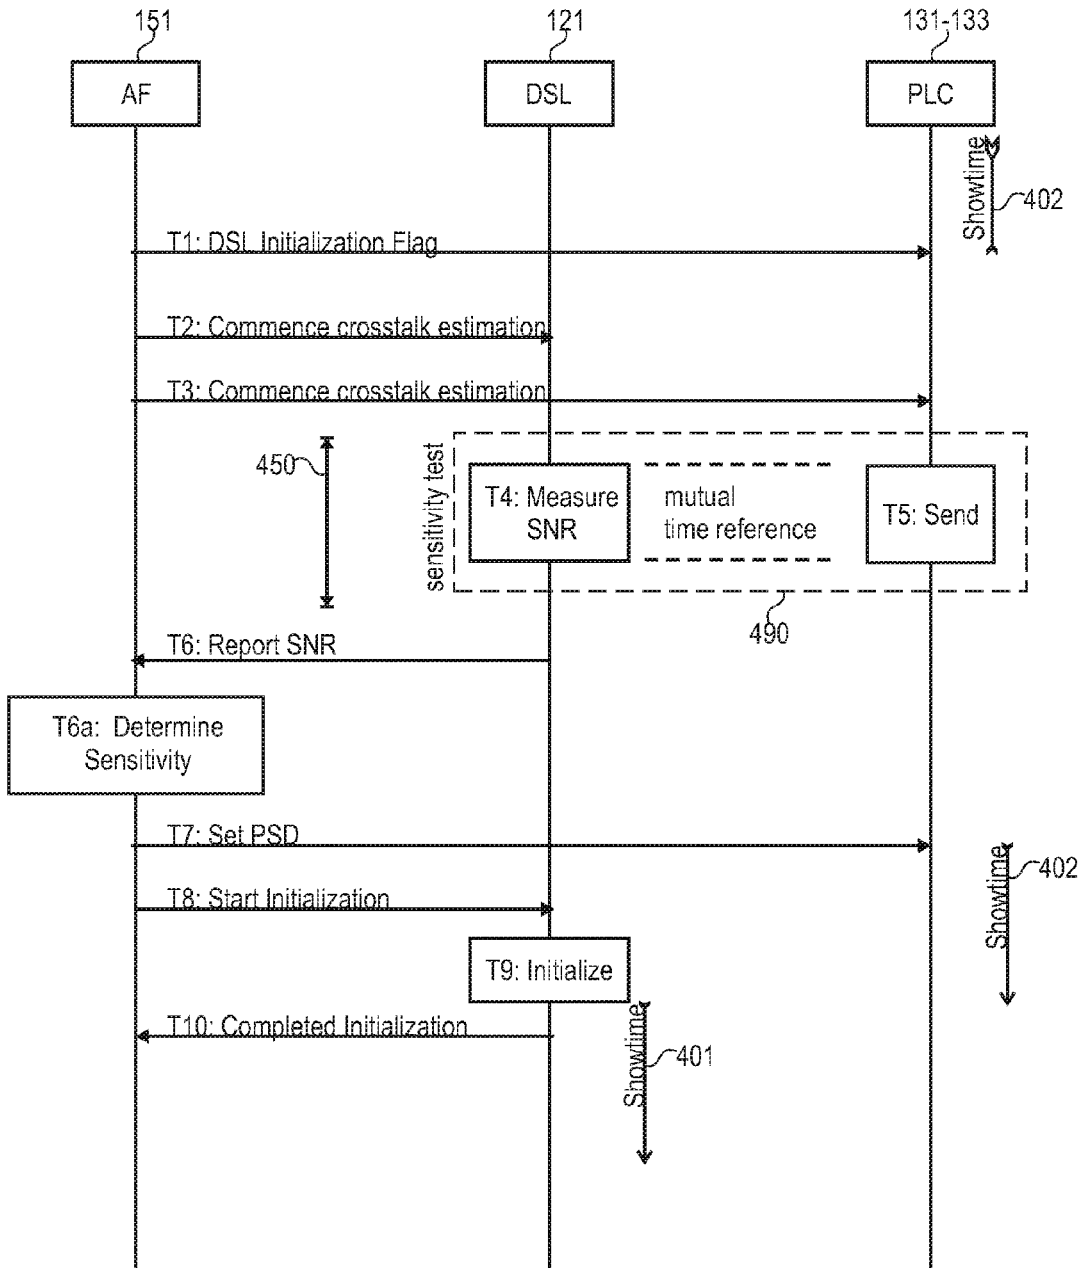 151
121
131-133
AF
DSL
PLC
Showtime
402
T1: DSL Initialization Flag
T2: Commence crosstalk estimation
T3: Commence crosstalk estimation
450
sensitivity test
T4: Measure
SNR
mutual
time reference
T5: Send
490
T6: Report SNR
T6a: Determine
Sensitivity
T7: Set PSD
Showtime
402
T8: Start Initialization
T9: Initialize
T10: Completed Initialization
Showtime
401